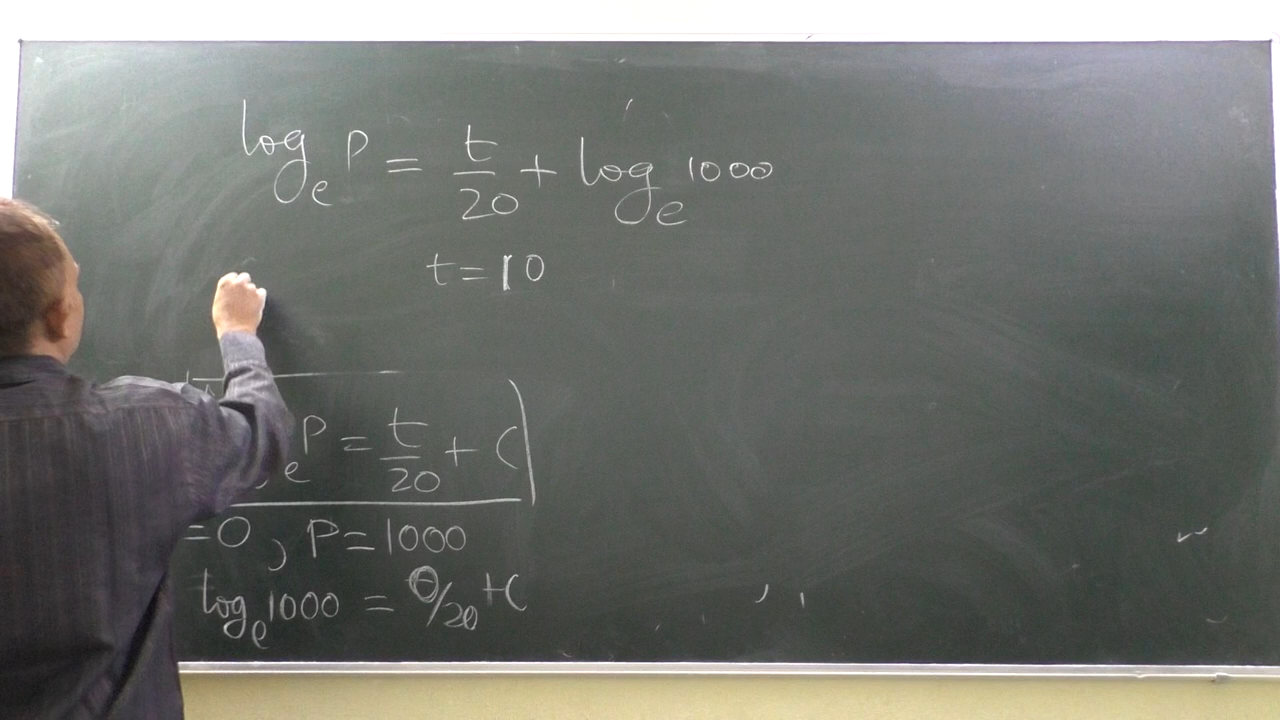 log_e P = t/20 + log_e 1000
t = 10
e P = t/20 + C
=0, P = 1000
log_e 1000 = 0/20 + C